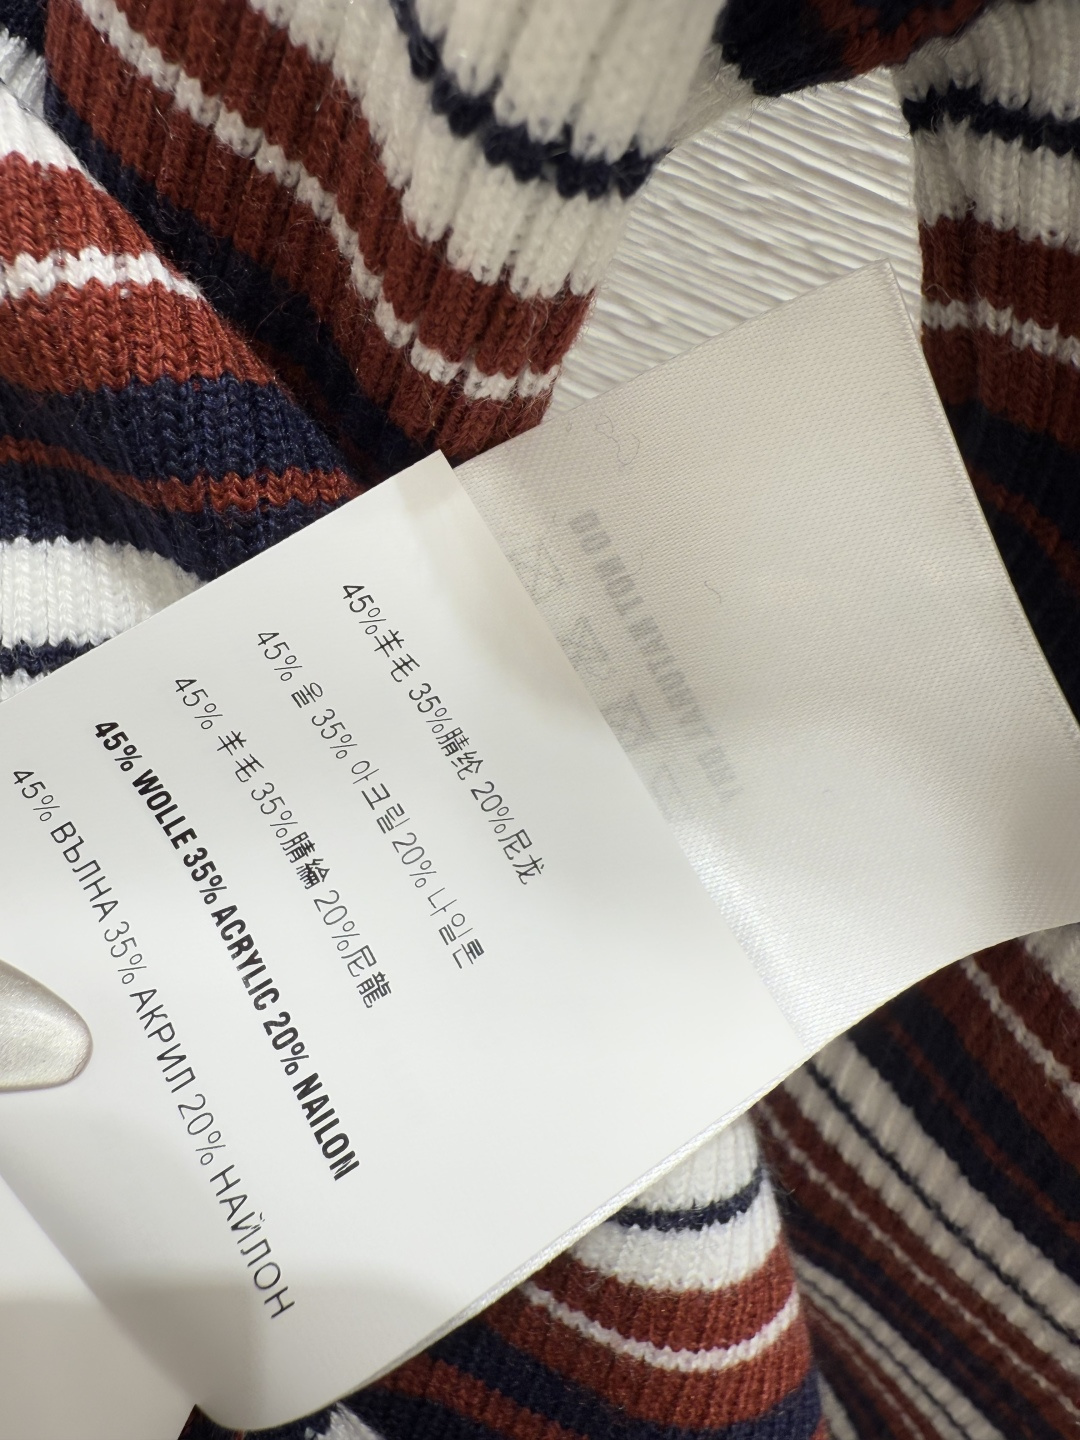 45%羊毛 35%腈纶 20%尼龙
45% 울 35% 아크릴 20% 나일론
45% 羊毛 35%腈綸 20%尼龍
45% WOLLE 35% ACRYLIC 20% NAILON
45% ВЪЛНА 35% АКРИЛ 20% НАЙЛОН